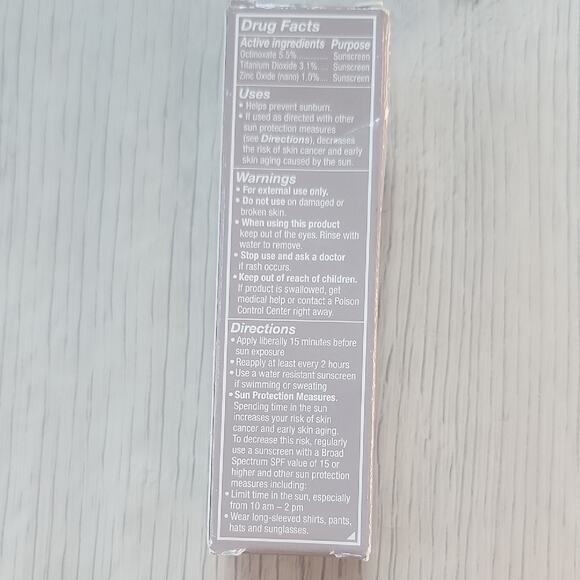 Drug Facts
Active ingredients Purpose
Octinoxate 5.5%............ Sunscreen
Titanium Dioxide 3.1%.... Sunscreen
Zinc Oxide (nano) 1.0%... Sunscreen
Uses
• Helps prevent sunburn.
• If used as directed with other
sun protection measures
(see Directions), decreases
the risk of skin cancer and early
skin aging caused by the sun.
Warnings
• For external use only.
• Do not use on damaged or
broken skin.
• When using this product
keep out of the eyes. Rinse with
water to remove.
• Stop use and ask a doctor
if rash occurs.
• Keep out of reach of children.
If product is swallowed, get
medical help or contact a Poison
Control Center right away.
Directions
• Apply liberally 15 minutes before
sun exposure
• Reapply at least every 2 hours
• Use a water resistant sunscreen
if swimming or sweating
• Sun Protection Measures.
Spending time in the sun
increases your risk of skin
cancer and early skin aging.
To decrease this risk, regularly
use a sunscreen with a Broad
Spectrum SPF value of 15 or
higher and other sun protection
measures including:
• Limit time in the sun, especially
from 10 am – 2 pm
• Wear long-sleeved shirts, pants,
hats and sunglasses.